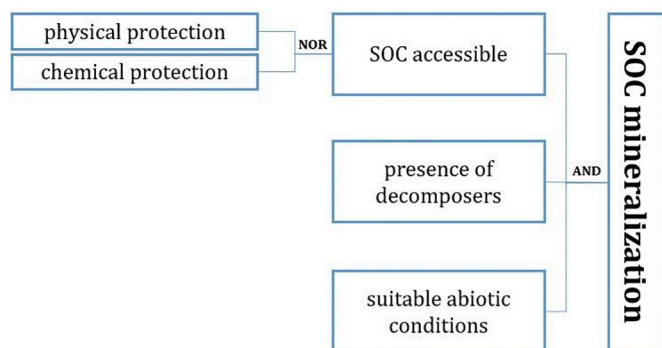 physical protection
chemical protection
NOR
SOC accessible
presence of
decomposers
AND
suitable abiotic
conditions
SOC mineralization